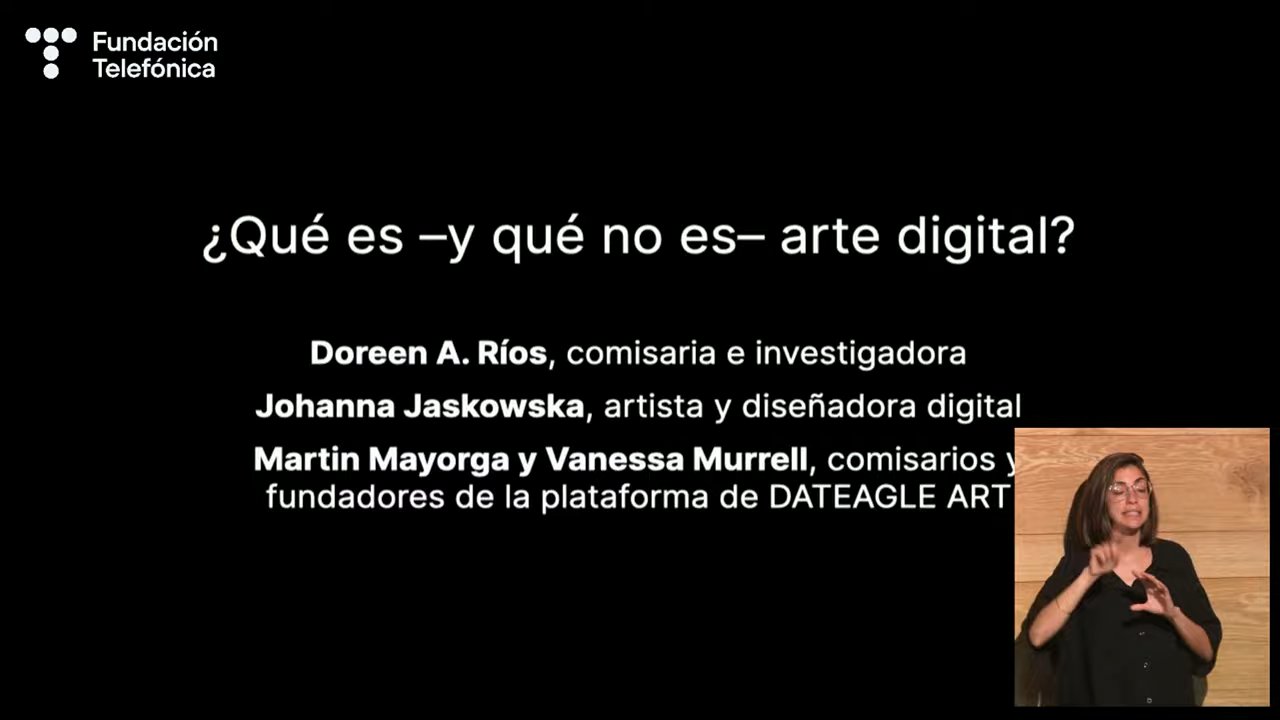 Fundación
Telefónica
¿Qué es –y qué no es– arte digital?
Doreen A. Ríos, comisaria e investigadora
Johanna Jaskowska, artista y diseñadora digital
Martin Mayorga y Vanessa Murrell, comisarios y
fundadores de la plataforma de DATEAGLE ART